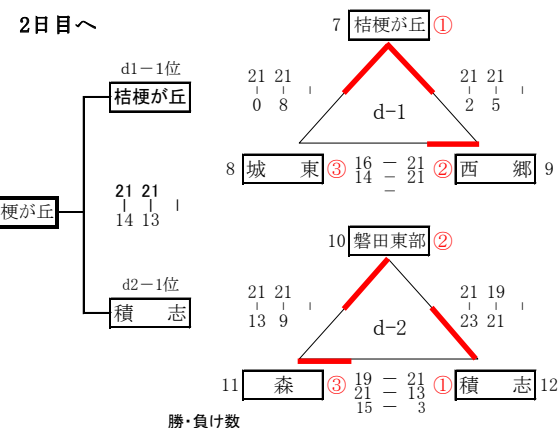 2日目へ
7 桔梗が丘 ①
d1－1位
桔梗が丘
21 21
| | |
0 8
21 21
| | |
2 5
d-1
8 城 東 ③ 16 － 21 ② 西 郷 9
14 － 21
－
梗が丘
21 21
| | |
14 13
10 磐田東部 ②
d2－1位
積 志
21 21
| | |
13 9
21 19
| | |
23 21
d-2
11 森 ③ 19 － 21 ① 積 志 12
21 － 13
15 － 3
勝・負け数